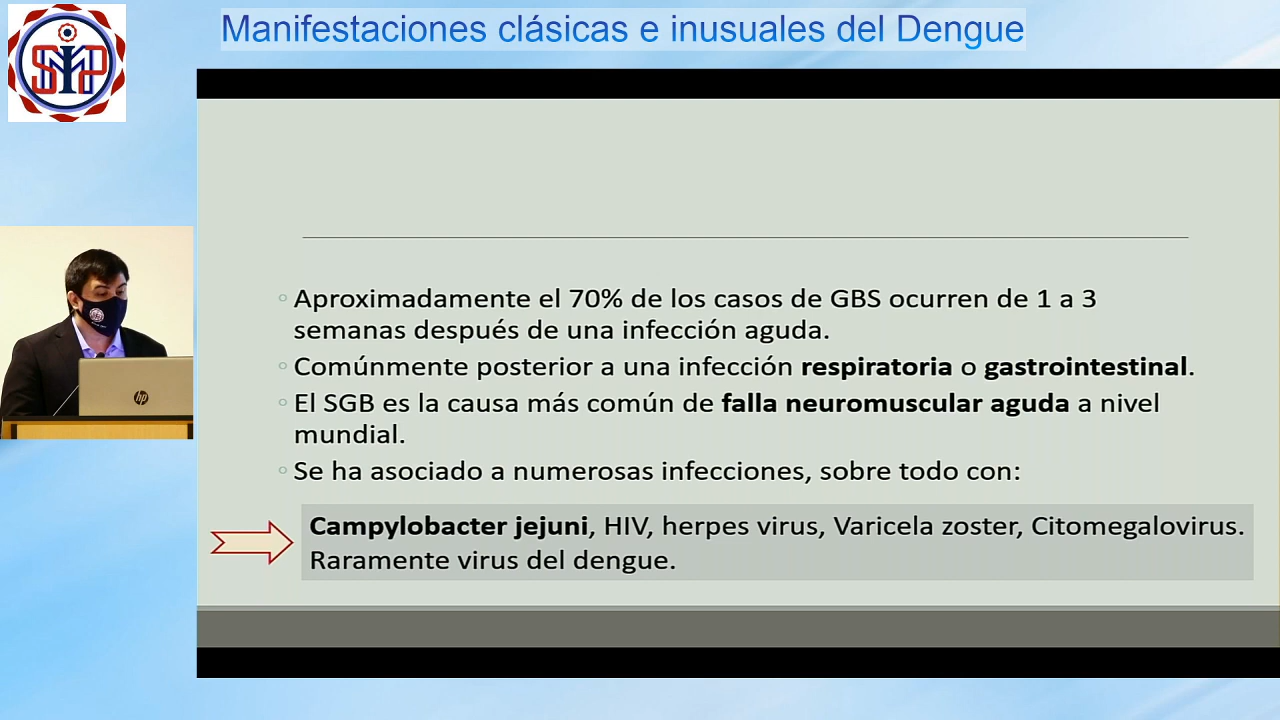 Manifestaciones clásicas e inusuales del Dengue
SMIP
Aproximadamente el 70% de los casos de GBS ocurren de 1 a 3
semanas después de una infección aguda.
Comúnmente posterior a una infección respiratoria o gastrointestinal.
El SGB es la causa más común de falla neuromuscular aguda a nivel
mundial.
Se ha asociado a numerosas infecciones, sobre todo con:
Campylobacter jejuni, HIV, herpes virus, Varicela zoster, Citomegalovirus.
Raramente virus del dengue.
hp